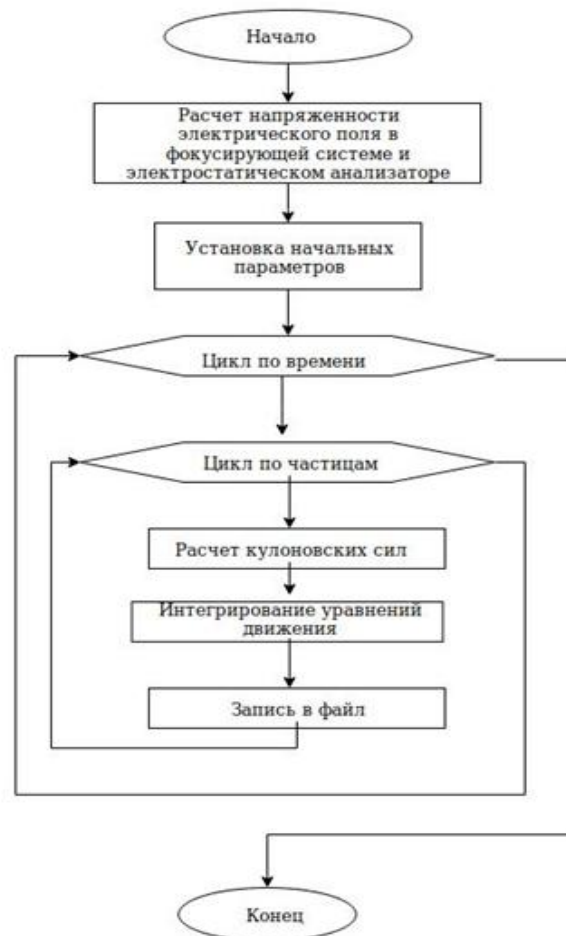 Начало
Расчет напряженности
электрического поля в
фокусирующей системе и
электростатическом анализаторе
Установка начальных
параметров
Цикл по времени
Цикл по частицам
Расчет кулоновских сил
Интегрирование уравнений
движения
Запись в файл
Конец